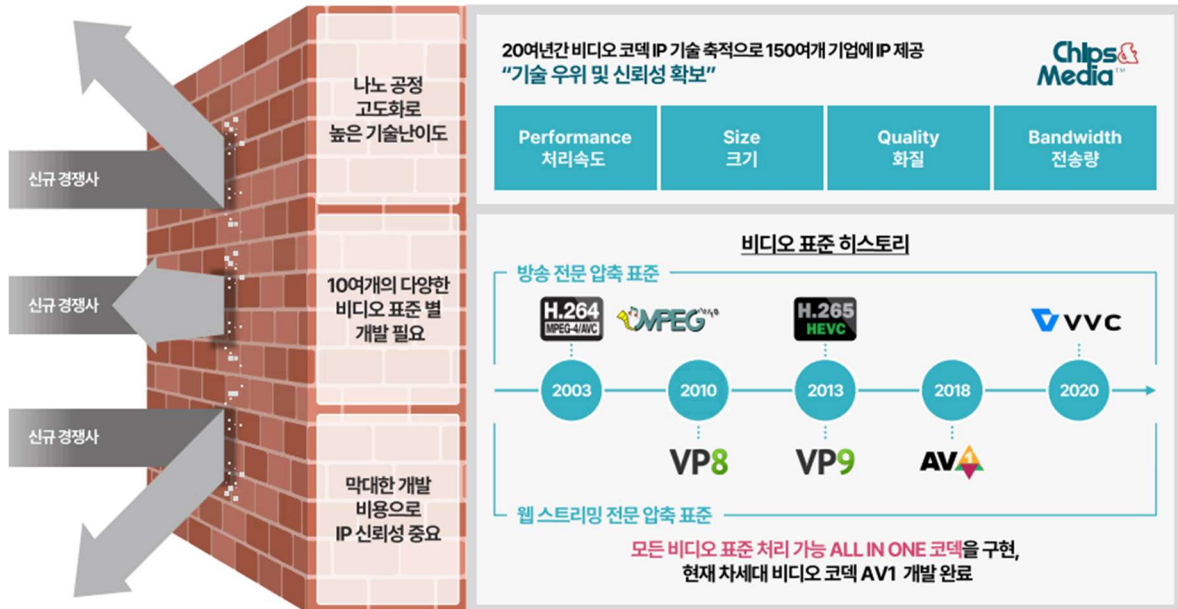 신규 경쟁사
신규 경쟁사
신규 경쟁사
나노 공정
고도화로
높은 기술난이도
10여개의 다양한
비디오 표준 별
개발 필요
막대한 개발
비용으로
IP 신뢰성 중요
20여년간 비디오 코덱 IP 기술 축적으로 150여개 기업에 IP 제공
“기술 우위 및 신뢰성 확보”
Chips&
Media™
Performance
처리속도
Size
크기
Quality
화질
Bandwidth
전송량
비디오 표준 히스토리
방송 전문 압축 표준
H.264
MPEG-4/AVC
MPEG
H.265
HEVC
VVC
2003
2010
2013
2018
2020
VP8
VP9
AV1
웹 스트리밍 전문 압축 표준
모든 비디오 표준 처리 가능 ALL IN ONE 코덱을 구현,
현재 차세대 비디오 코덱 AV1 개발 완료